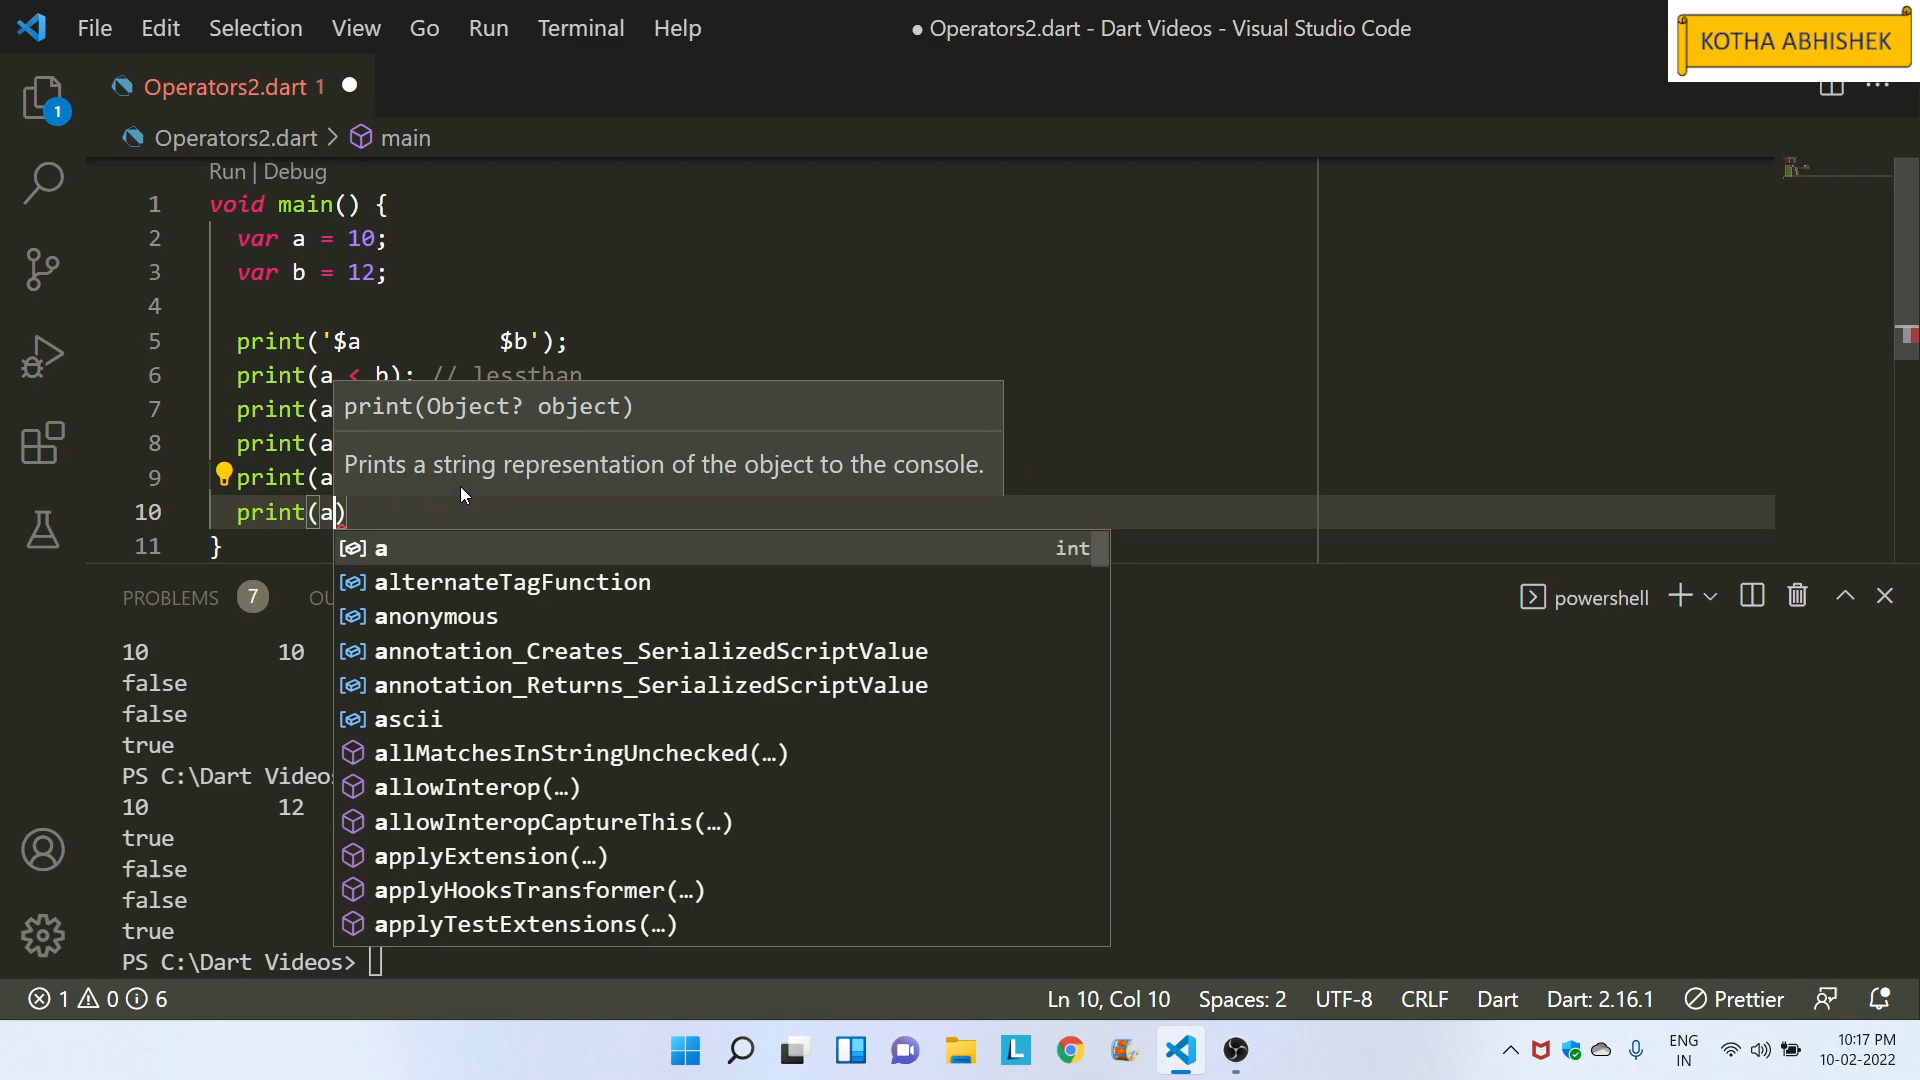 File Edit Selection View Go Run Terminal Help ● Operators2.dart - Dart Videos - Visual Studio Code
KOTHA ABHISHEK
1 Operators2.dart 1
Operators2.dart > main
Run | Debug
1 void main() {
2 var a = 10;
3 var b = 12;
4
5 print('$a $b');
6 print(a < b); // lessthan
7 print(a
8 print(a
9 print(a
10 print(a)
11 }
print(Object? object)
Prints a string representation of the object to the console.
a int
alternateTagFunction
anonymous
annotation_Creates_SerializedScriptValue
annotation_Returns_SerializedScriptValue
ascii
allMatchesInStringUnchecked(…)
allowInterop(…)
allowInteropCaptureThis(…)
applyExtension(…)
applyHooksTransformer(…)
applyTestExtensions(…)
PROBLEMS 7 OU powershell
10 10
false
false
true
PS C:\Dart Videos
10 12
true
false
false
true
PS C:\Dart Videos>
1 0 6 Ln 10, Col 10 Spaces: 2 UTF-8 CRLF Dart Dart: 2.16.1 Prettier
L
ENG
IN
10:17 PM
10-02-2022